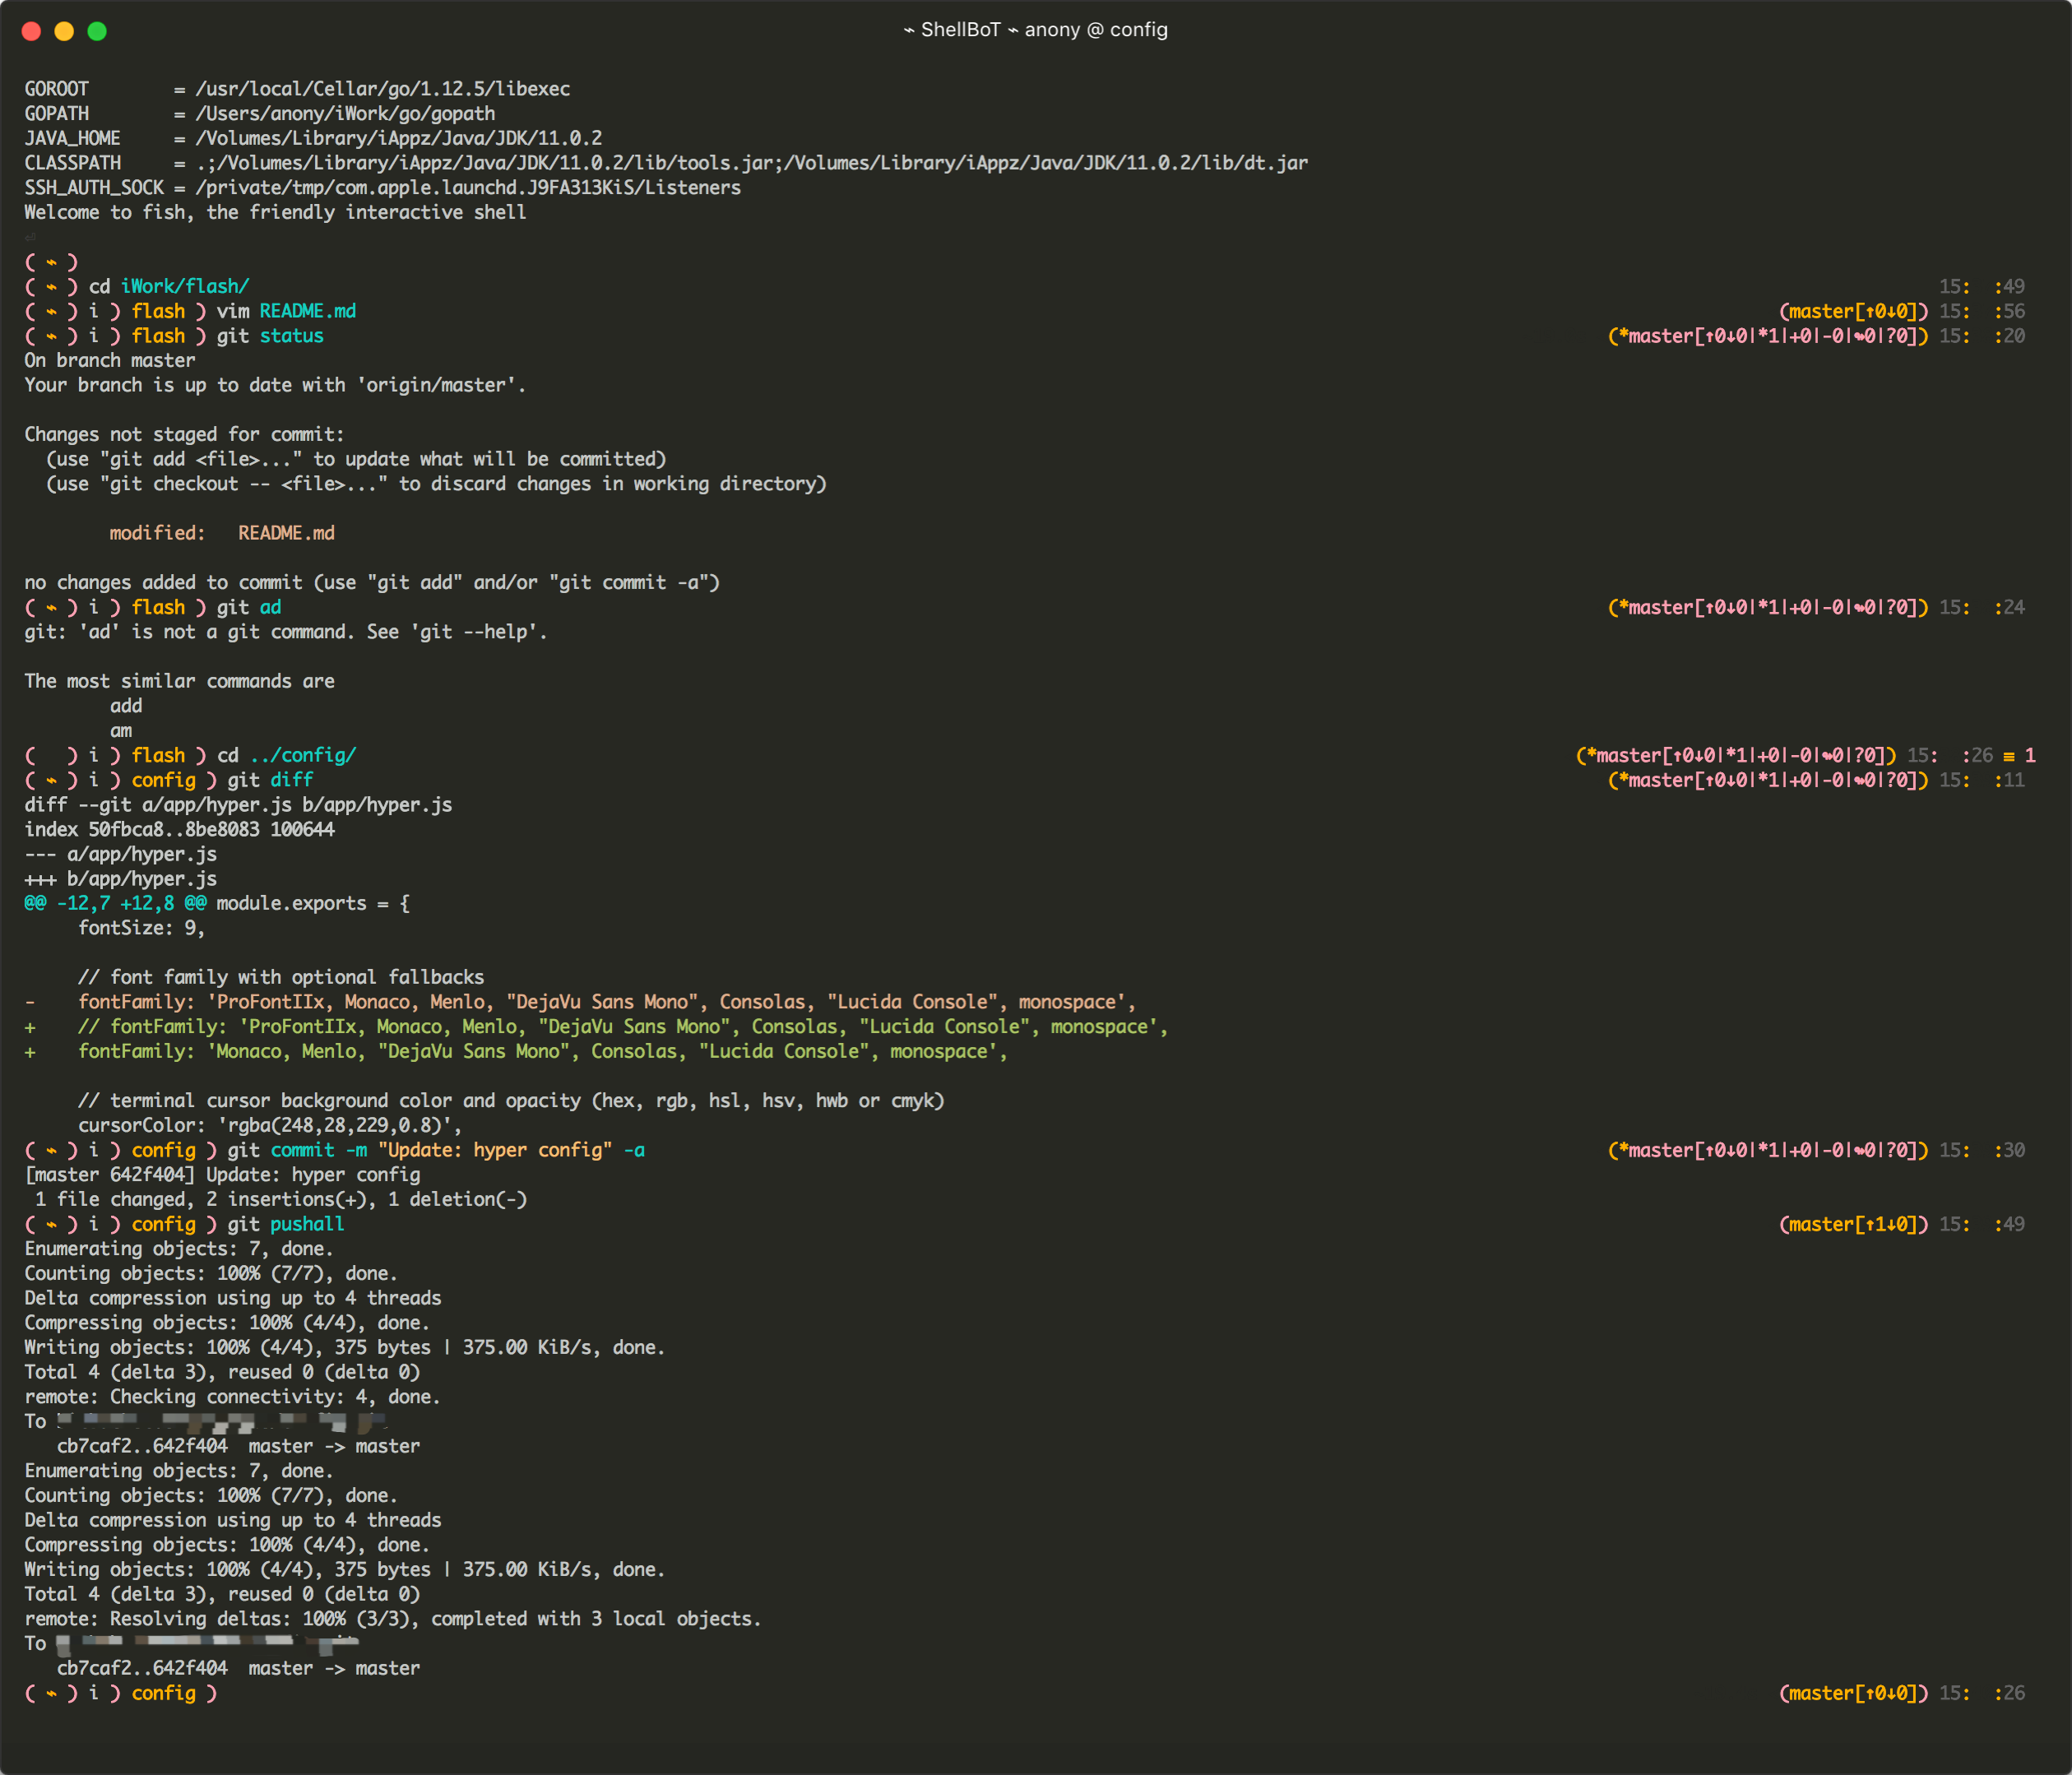 ⌁ ShellBoT ⌁ anony @ config
GOROOT        = /usr/local/Cellar/go/1.12.5/libexec
GOPATH        = /Users/anony/iWork/go/gopath
JAVA_HOME     = /Volumes/Library/iAppz/Java/JDK/11.0.2
CLASSPATH     = .;/Volumes/Library/iAppz/Java/JDK/11.0.2/lib/tools.jar;/Volumes/Library/iAppz/Java/JDK/11.0.2/lib/dt.jar
SSH_AUTH_SOCK = /private/tmp/com.apple.launchd.J9FA313KiS/Listeners
Welcome to fish, the friendly interactive shell
⏎
( ⌁ )
( ⌁ ) cd iWork/flash/ 15:  :49
( ⌁ ) i ) flash ) vim README.md (master[↑0↓0]) 15:  :56
( ⌁ ) i ) flash ) git status (*master[↑0↓0|*1|+0|-0|↬0|?0]) 15:  :20
On branch master
Your branch is up to date with 'origin/master'.

Changes not staged for commit:
  (use "git add <file>..." to update what will be committed)
  (use "git checkout -- <file>..." to discard changes in working directory)

        modified:   README.md

no changes added to commit (use "git add" and/or "git commit -a")
( ⌁ ) i ) flash ) git ad (*master[↑0↓0|*1|+0|-0|↬0|?0]) 15:  :24
git: 'ad' is not a git command. See 'git --help'.

The most similar commands are
        add
        am
(   ) i ) flash ) cd ../config/ (*master[↑0↓0|*1|+0|-0|↬0|?0]) 15:  :26 ≡ 1
( ⌁ ) i ) config ) git diff (*master[↑0↓0|*1|+0|-0|↬0|?0]) 15:  :11
diff --git a/app/hyper.js b/app/hyper.js
index 50fbca8..8be8083 100644
--- a/app/hyper.js
+++ b/app/hyper.js
@@ -12,7 +12,8 @@ module.exports = {
     fontSize: 9,

     // font family with optional fallbacks
-    fontFamily: 'ProFontIIx, Monaco, Menlo, "DejaVu Sans Mono", Consolas, "Lucida Console", monospace',
+    // fontFamily: 'ProFontIIx, Monaco, Menlo, "DejaVu Sans Mono", Consolas, "Lucida Console", monospace',
+    fontFamily: 'Monaco, Menlo, "DejaVu Sans Mono", Consolas, "Lucida Console", monospace',

     // terminal cursor background color and opacity (hex, rgb, hsl, hsv, hwb or cmyk)
     cursorColor: 'rgba(248,28,229,0.8)',
( ⌁ ) i ) config ) git commit -m "Update: hyper config" -a (*master[↑0↓0|*1|+0|-0|↬0|?0]) 15:  :30
[master 642f404] Update: hyper config
 1 file changed, 2 insertions(+), 1 deletion(-)
( ⌁ ) i ) config ) git pushall (master[↑1↓0]) 15:  :49
Enumerating objects: 7, done.
Counting objects: 100% (7/7), done.
Delta compression using up to 4 threads
Compressing objects: 100% (4/4), done.
Writing objects: 100% (4/4), 375 bytes | 375.00 KiB/s, done.
Total 4 (delta 3), reused 0 (delta 0)
remote: Checking connectivity: 4, done.
To
   cb7caf2..642f404  master -> master
Enumerating objects: 7, done.
Counting objects: 100% (7/7), done.
Delta compression using up to 4 threads
Compressing objects: 100% (4/4), done.
Writing objects: 100% (4/4), 375 bytes | 375.00 KiB/s, done.
Total 4 (delta 3), reused 0 (delta 0)
remote: Resolving deltas: 100% (3/3), completed with 3 local objects.
To
   cb7caf2..642f404  master -> master
( ⌁ ) i ) config ) (master[↑0↓0]) 15:  :26